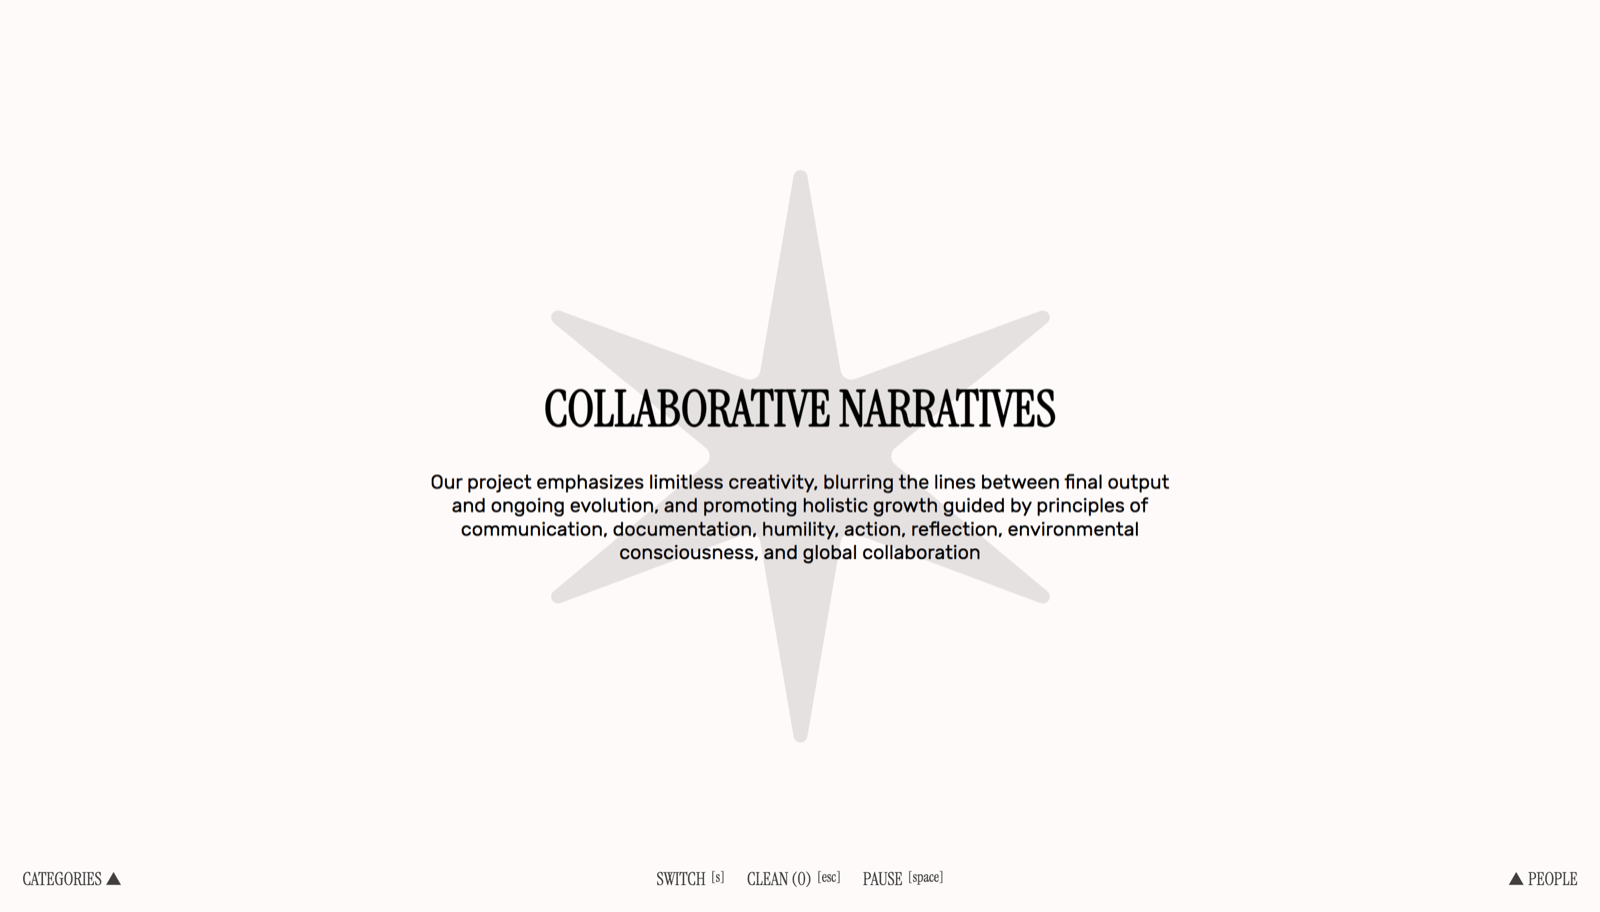 COLLABORATIVE NARRATIVES
Our project emphasizes limitless creativity, blurring the lines between final output
and ongoing evolution, and promoting holistic growth guided by principles of
communication, documentation, humility, action, reflection, environmental
consciousness, and global collaboration
CATEGORIES ▲ SWITCH [s] CLEAN (0) [esc] PAUSE [space] ▲ PEOPLE